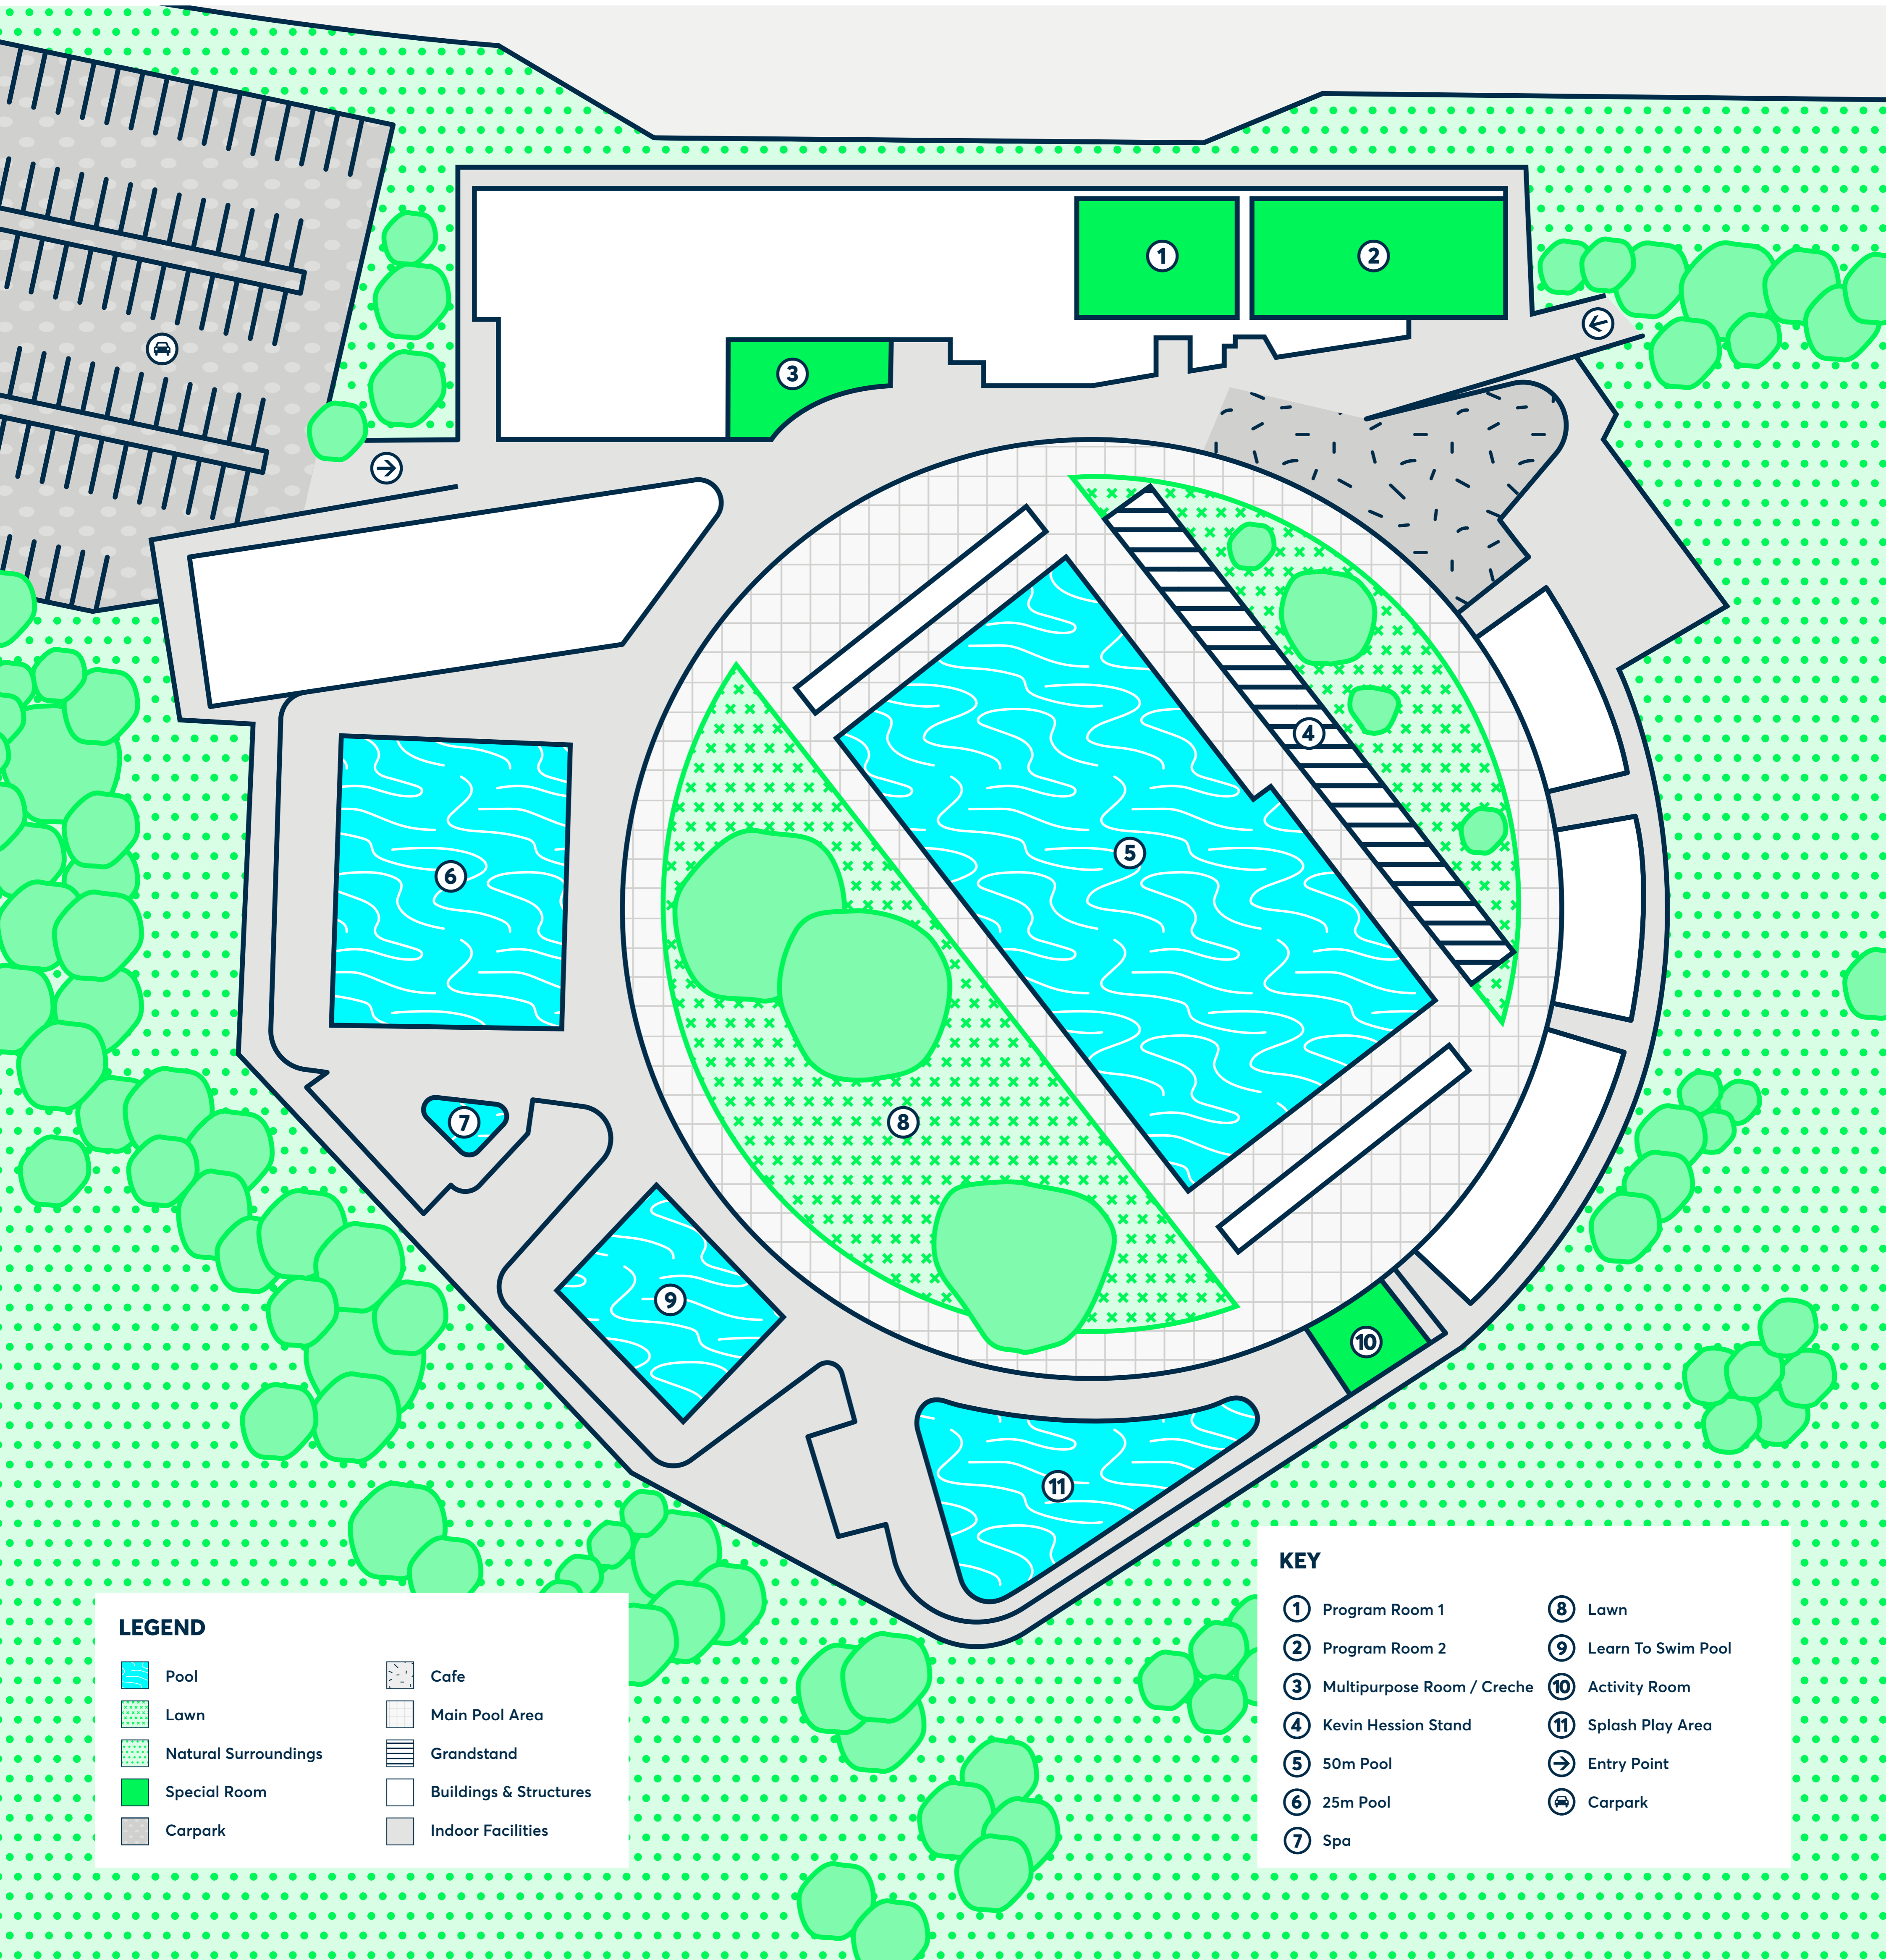 1
2
3
4
5
6
7
8
9
10
11
LEGEND
Pool
Lawn
Natural Surroundings
Special Room
Carpark
Cafe
Main Pool Area
Grandstand
Buildings & Structures
Indoor Facilities
KEY
1 Program Room 1
2 Program Room 2
3 Multipurpose Room / Creche
4 Kevin Hession Stand
5 50m Pool
6 25m Pool
7 Spa
8 Lawn
9 Learn To Swim Pool
10 Activity Room
11 Splash Play Area
Entry Point
Carpark